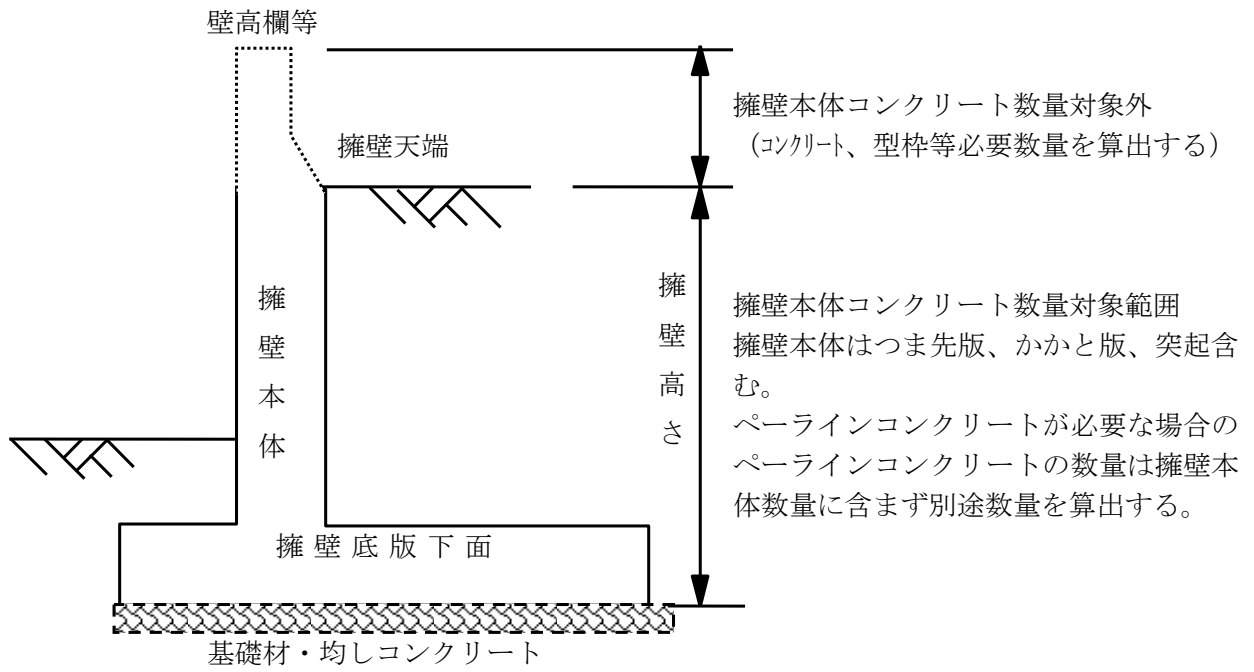 壁高欄等
擁壁本体コンクリート数量対象外
（ｺﾝｸﾘｰﾄ、型枠等必要数量を算出する）
擁壁天端
擁壁本体
擁壁高さ
擁壁本体コンクリート数量対象範囲
擁壁本体はつま先版、かかと版、突起含
む。
ペーラインコンクリートが必要な場合の
ペーラインコンクリートの数量は擁壁本
体数量に含まず別途数量を算出する。
擁壁底版下面
基礎材・均しコンクリート